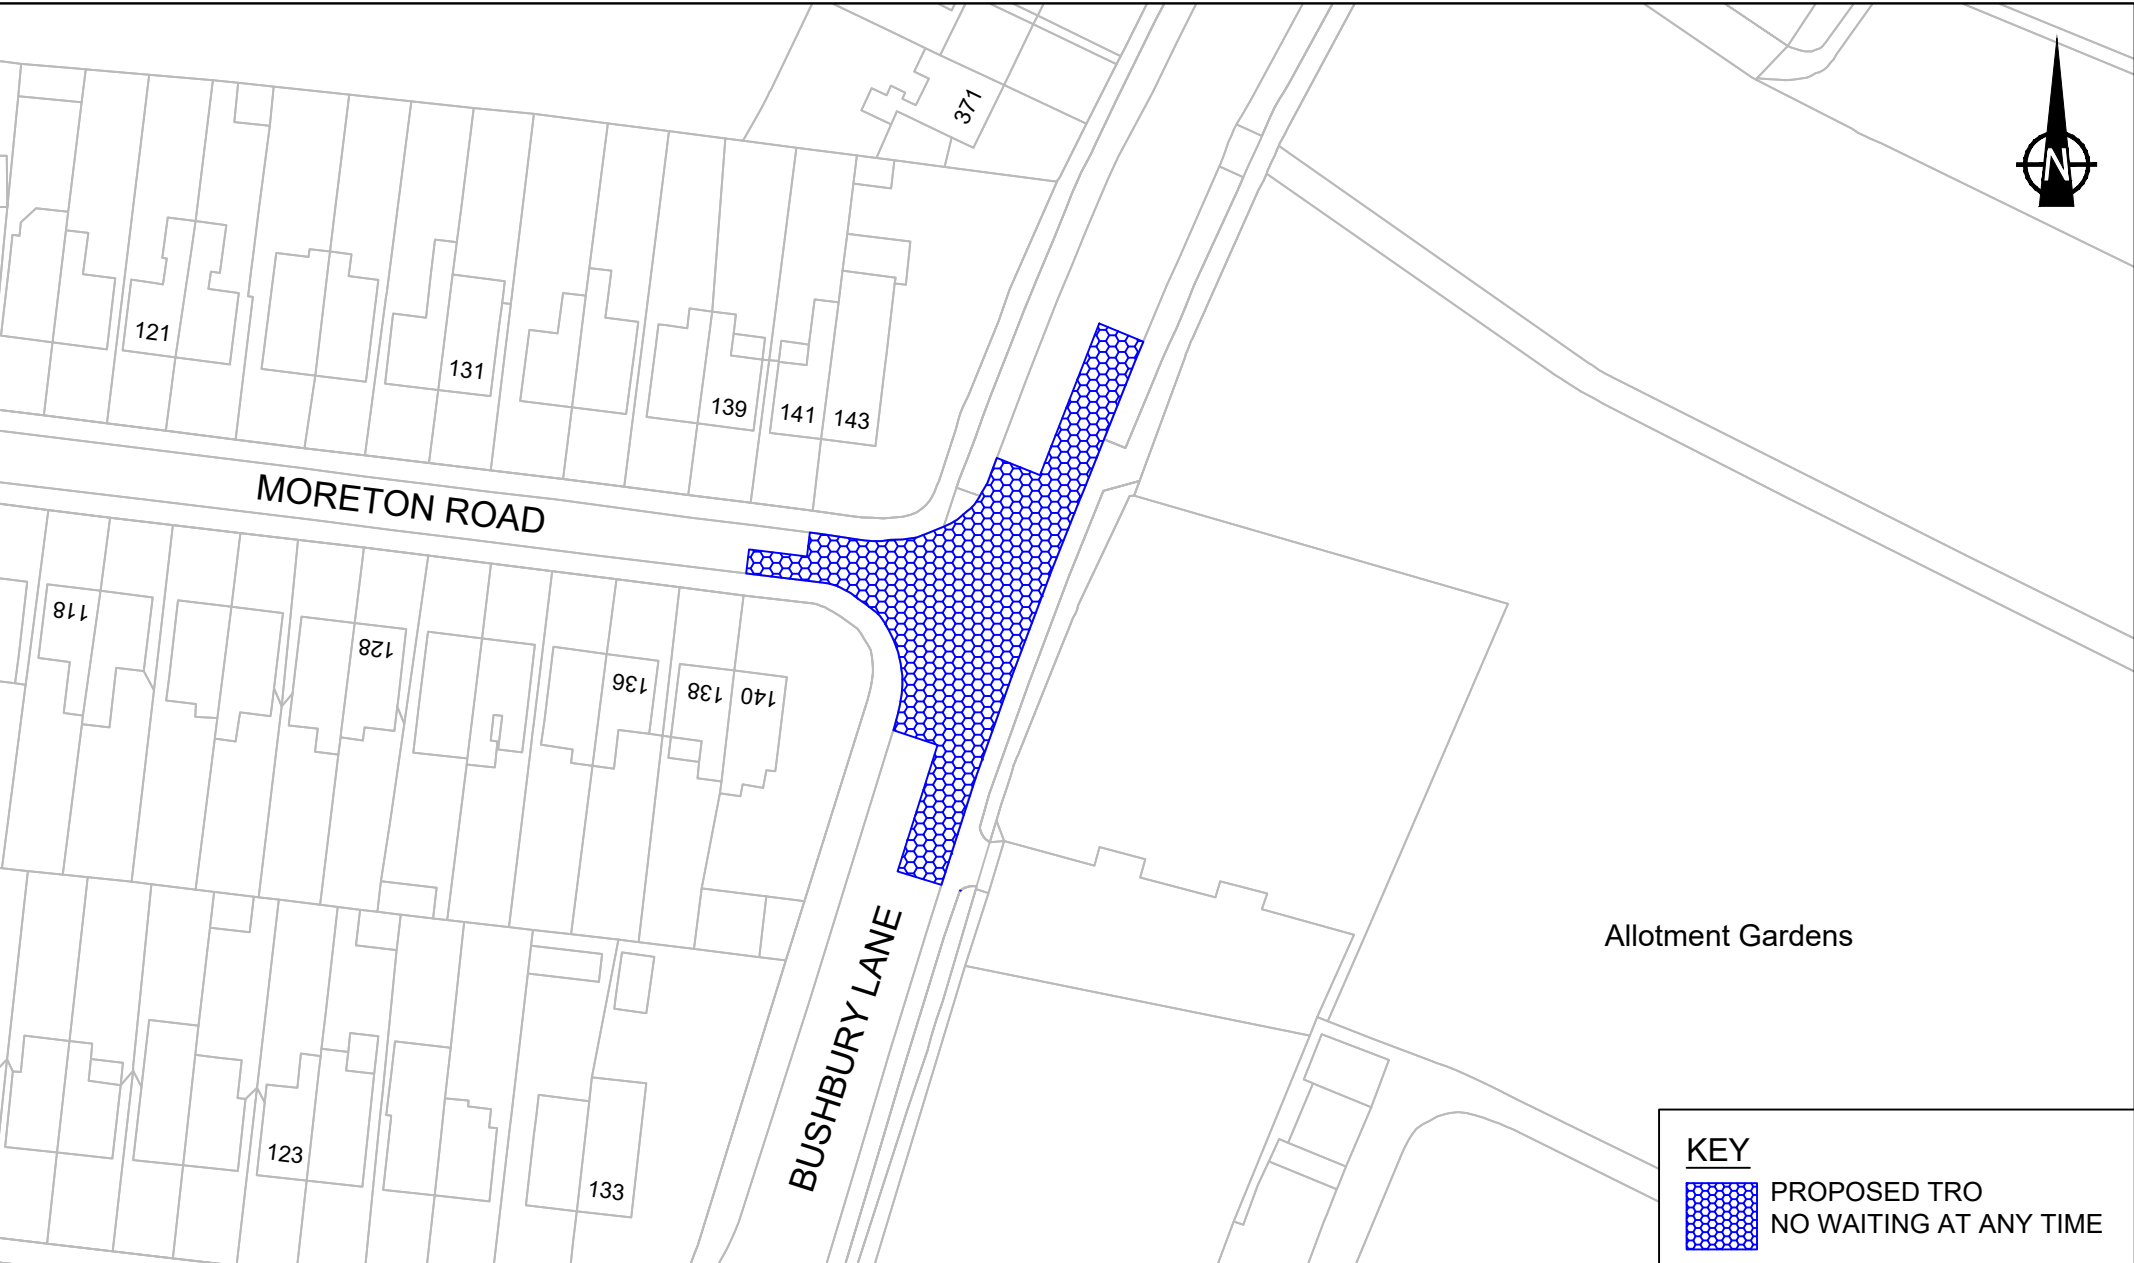 371
N
121
131
139
141
143
MORETON ROAD
118
128
136
138
140
Allotment Gardens
BUSHBURY LANE
123
133
KEY
PROPOSED TRO
NO WAITING AT ANY TIME